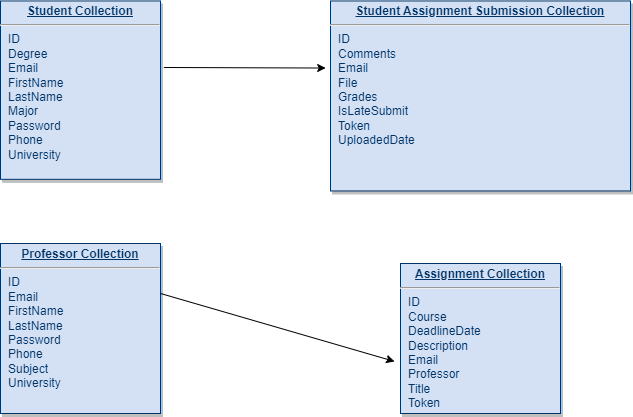 Student Collection
ID
Degree
Email
FirstName
LastName
Major
Password
Phone
University
Student Assignment Submission Collection
ID
Comments
Email
File
Grades
IsLateSubmit
Token
UploadedDate
Professor Collection
ID
Email
FirstName
LastName
Password
Phone
Subject
University
Assignment Collection
ID
Course
DeadlineDate
Description
Email
Professor
Title
Token